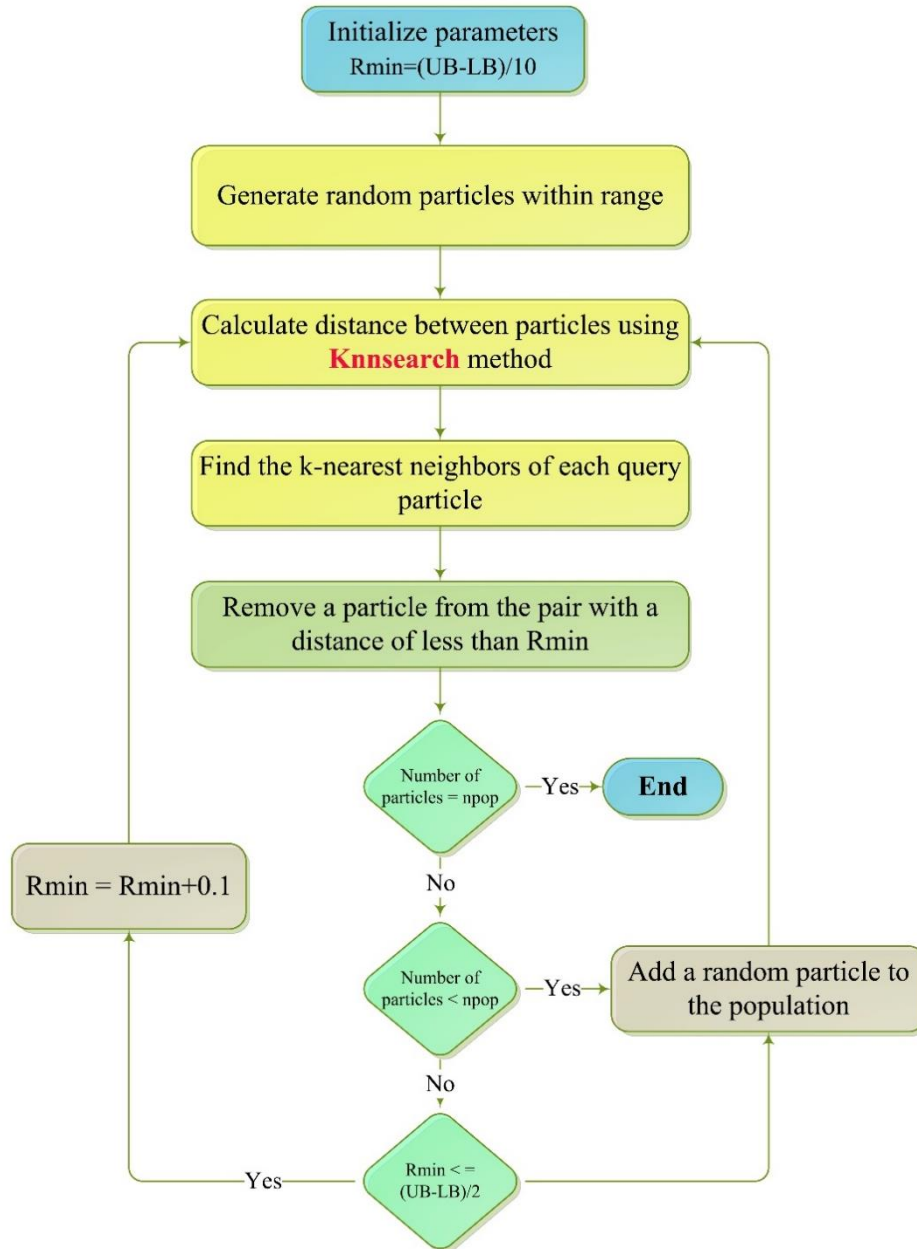 Initialize parameters
Rmin=(UB-LB)/10
Generate random particles within range
Calculate distance between particles using
Knnsearch method
Find the k-nearest neighbors of each query
particle
Remove a particle from the pair with a
distance of less than Rmin
Number of
particles = npop
Yes
End
No
Rmin = Rmin+0.1
Number of
particles < npop
Yes
Add a random particle to
the population
No
Rmin < =
(UB-LB)/2
Yes